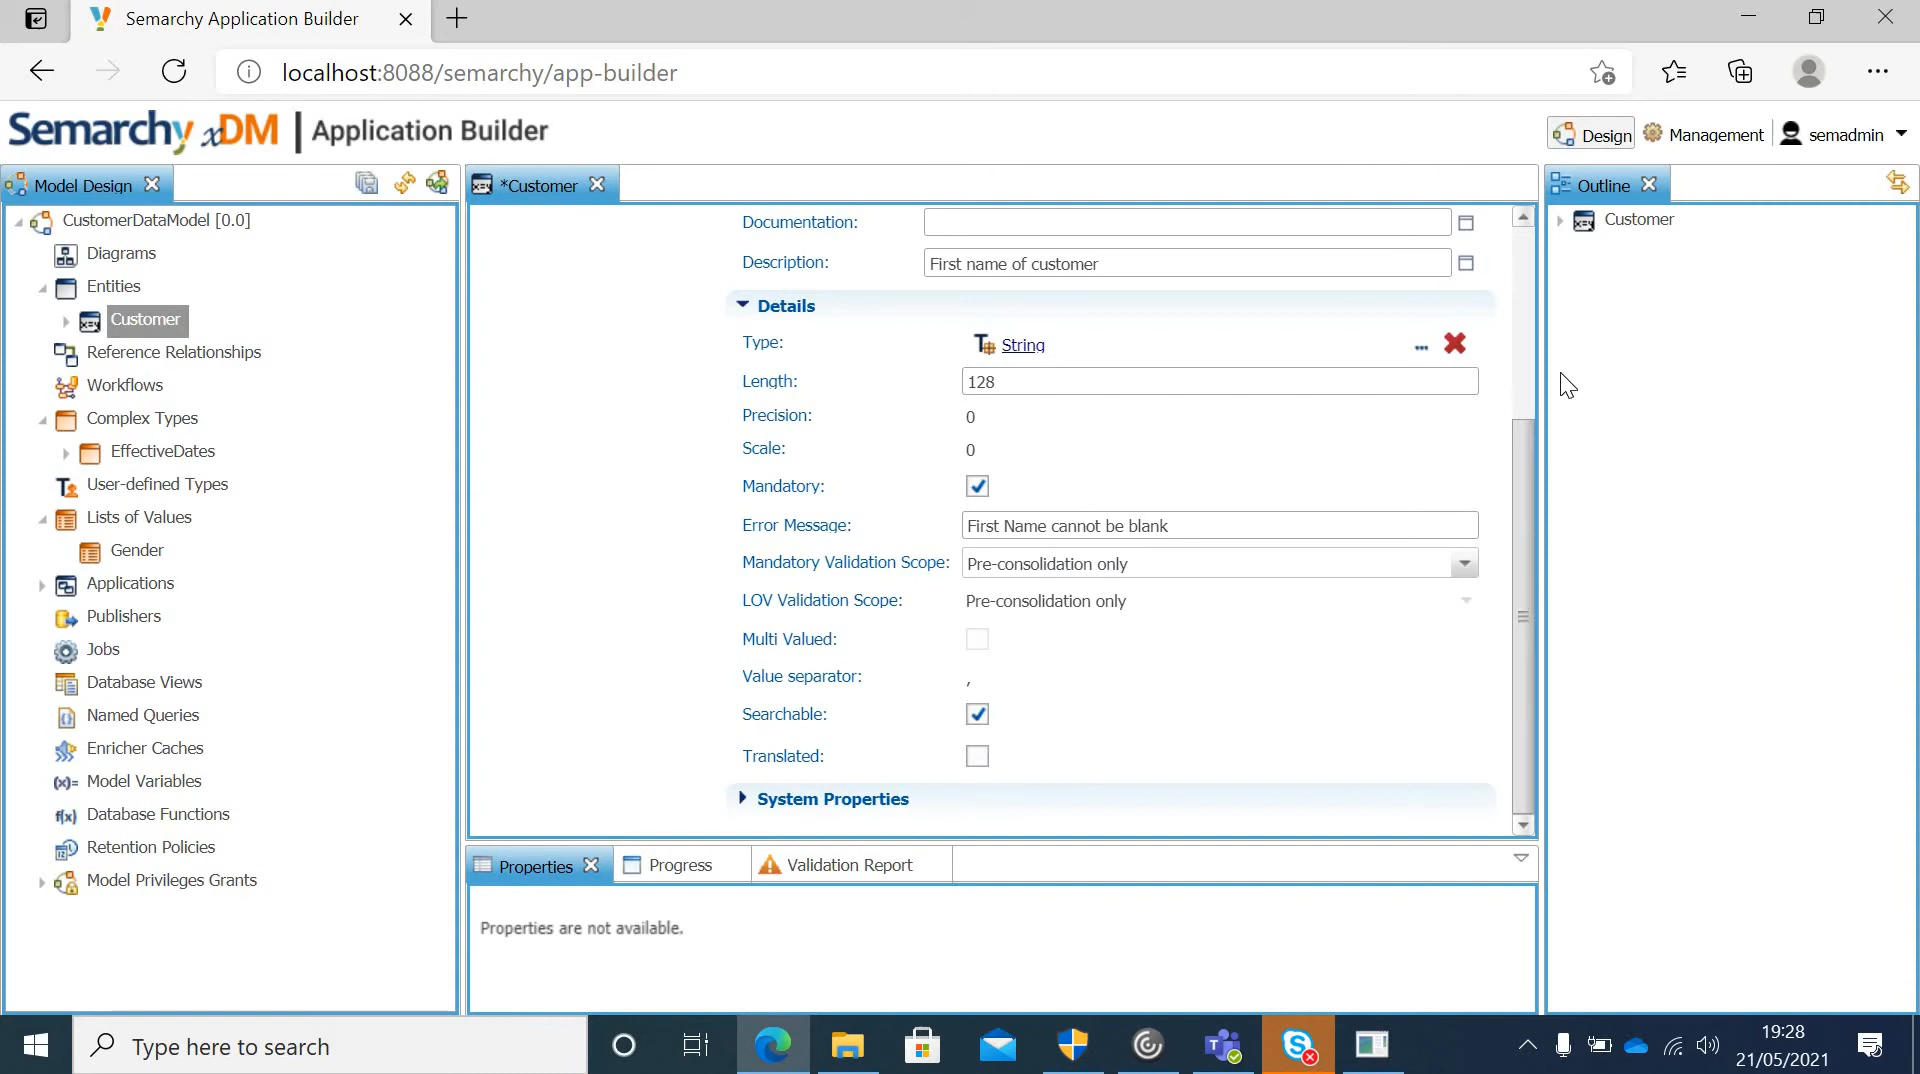 Semarchy Application Builder
localhost:8088/semarchy/app-builder
Semarchy xDM | Application Builder
Design
Management
semadmin
Model Design
*Customer
Outline
CustomerDataModel [0.0]
Diagrams
Entities
Customer
Reference Relationships
Workflows
Complex Types
EffectiveDates
User-defined Types
Lists of Values
Gender
Applications
Publishers
Jobs
Database Views
Named Queries
Enricher Caches
Model Variables
Database Functions
Retention Policies
Model Privileges Grants
Documentation:
Description: First name of customer
Details
Type: String
Length: 128
Precision: 0
Scale: 0
Mandatory:
Error Message: First Name cannot be blank
Mandatory Validation Scope: Pre-consolidation only
LOV Validation Scope: Pre-consolidation only
Multi Valued:
Value separator: ,
Searchable:
Translated:
System Properties
Customer
Properties
Progress
Validation Report
Properties are not available.
Type here to search
19:28
21/05/2021